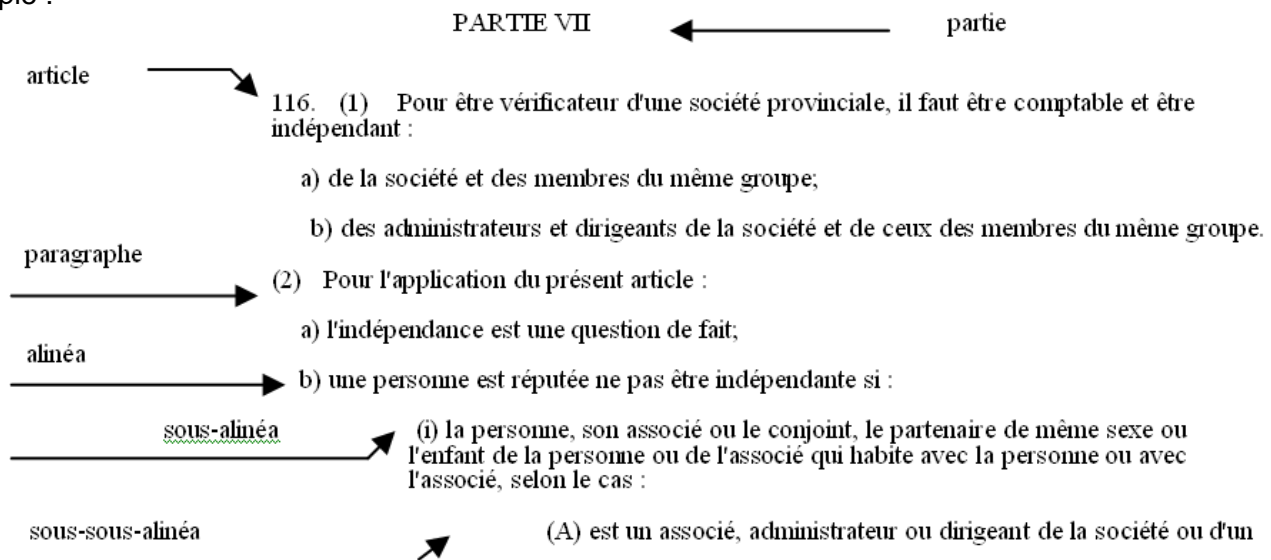 ple :
PARTIE VII partie
article
116. (1) Pour être vérificateur d'une société provinciale, il faut être comptable et être
indépendant :
a) de la société et des membres du même groupe;
b) des administrateurs et dirigeants de la société et de ceux des membres du même groupe.
paragraphe
(2) Pour l'application du présent article :
a) l'indépendance est une question de fait;
alinéa
b) une personne est réputée ne pas être indépendante si :
sous-alinéa (i) la personne, son associé ou le conjoint, le partenaire de même sexe ou
l'enfant de la personne ou de l'associé qui habite avec la personne ou avec
l'associé, selon le cas :
sous-sous-alinéa (A) est un associé, administrateur ou dirigeant de la société ou d'un